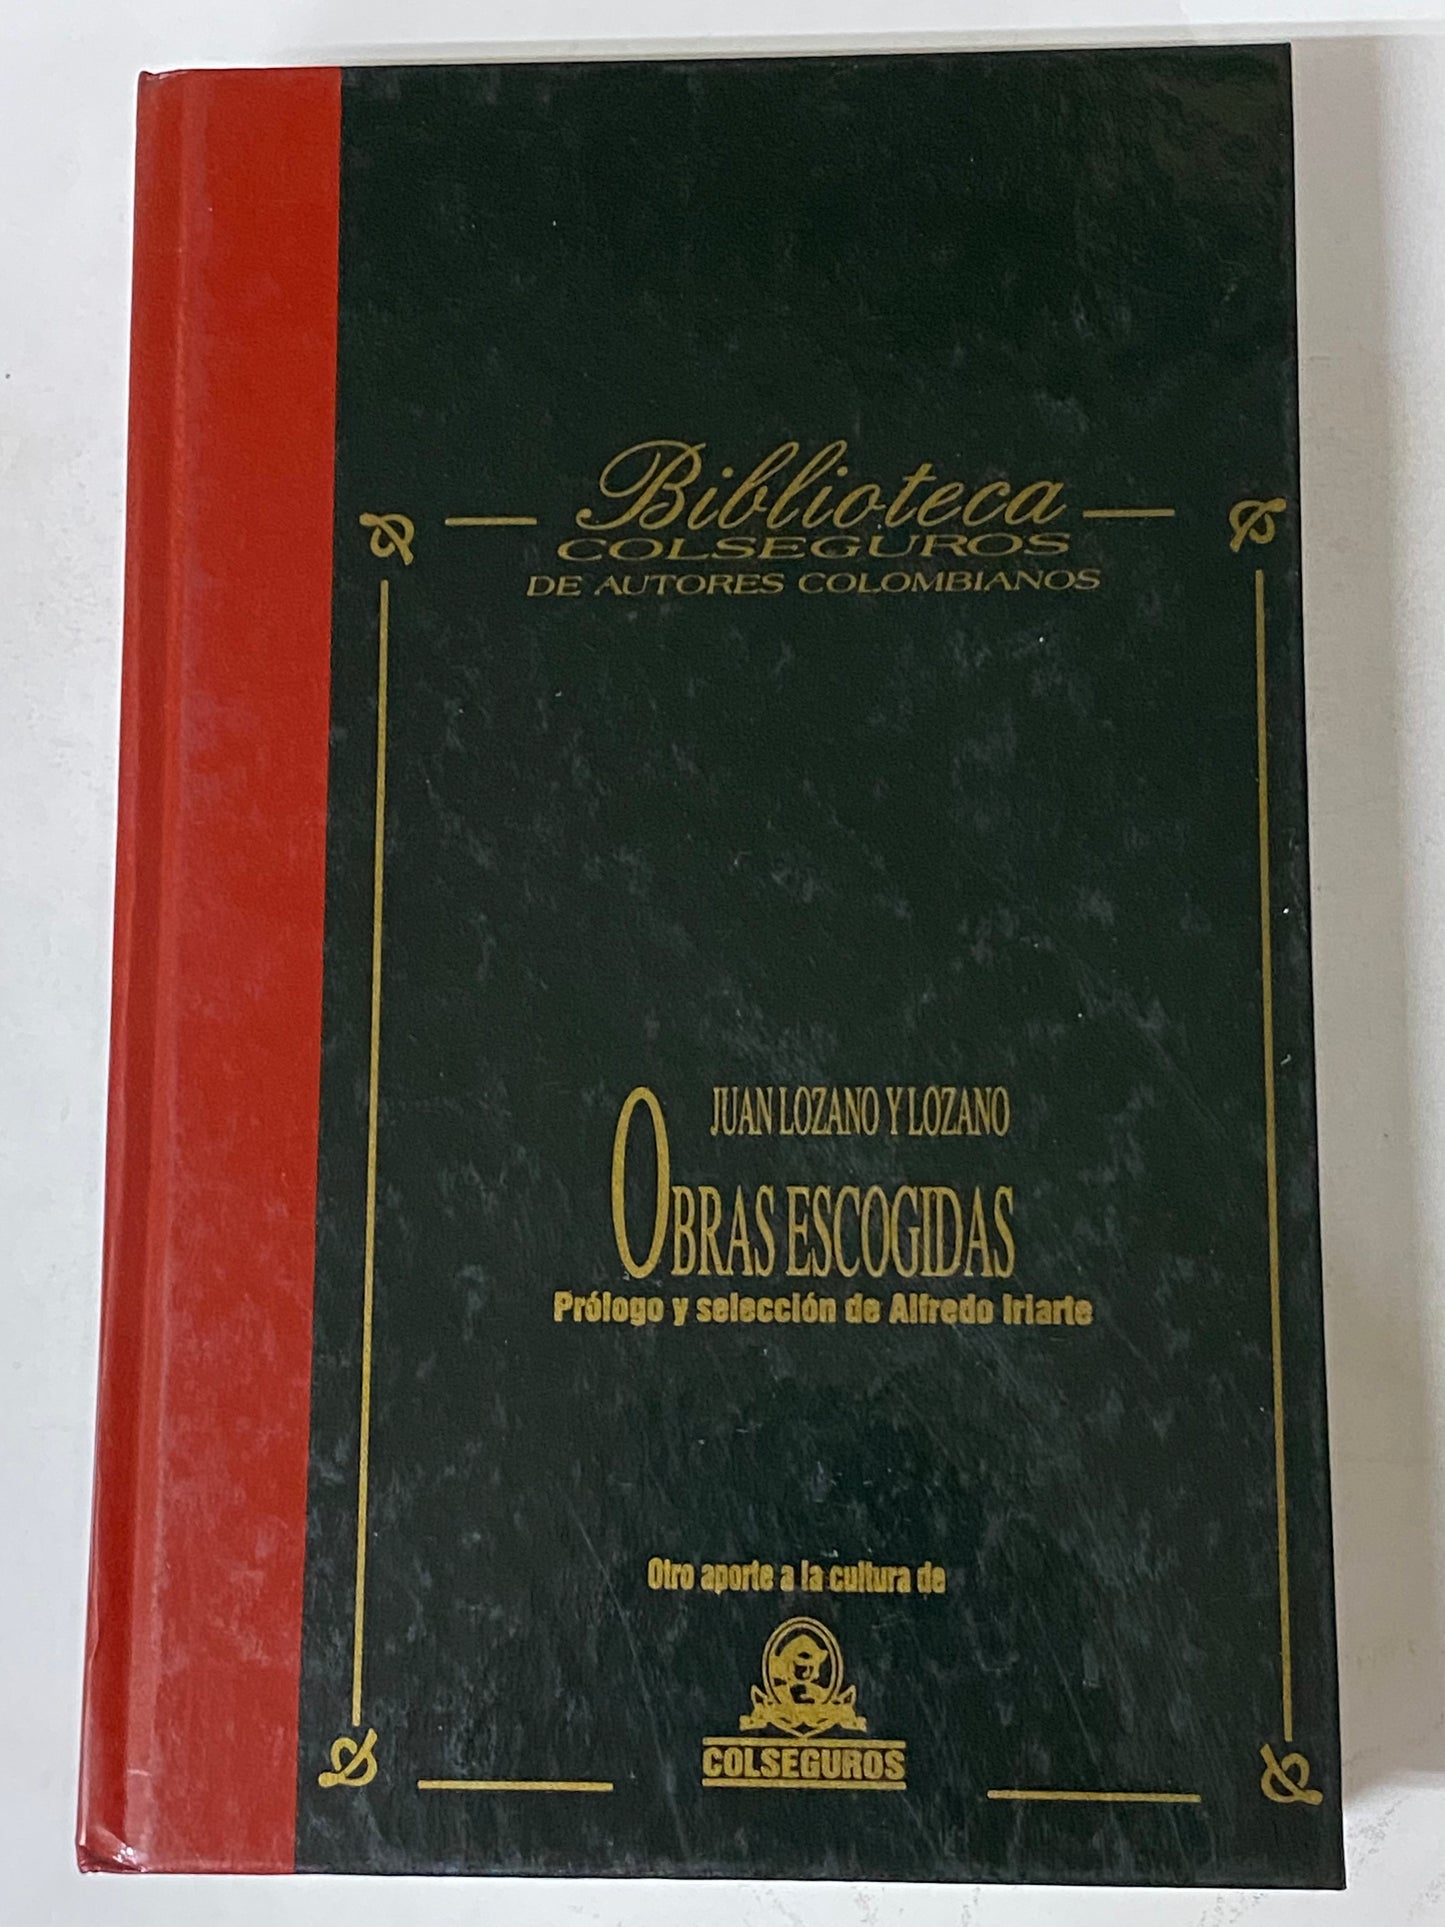 Biblioteca
COLSEGUROS
DE AUTORES COLOMBIANOS
JUAN LOZANO Y LOZANO
OBRAS ESCOGIDAS
Prólogo y selección de Alfredo Iriarte
Otro aporte a la cultura de
COLSEGUROS